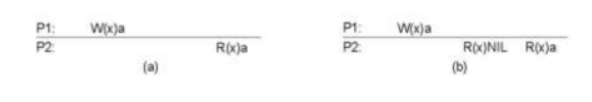 P1: W(x)a
P2: R(x)a
(a)
P1: W(x)a
P2: R(x)NIL R(x)a
(b)